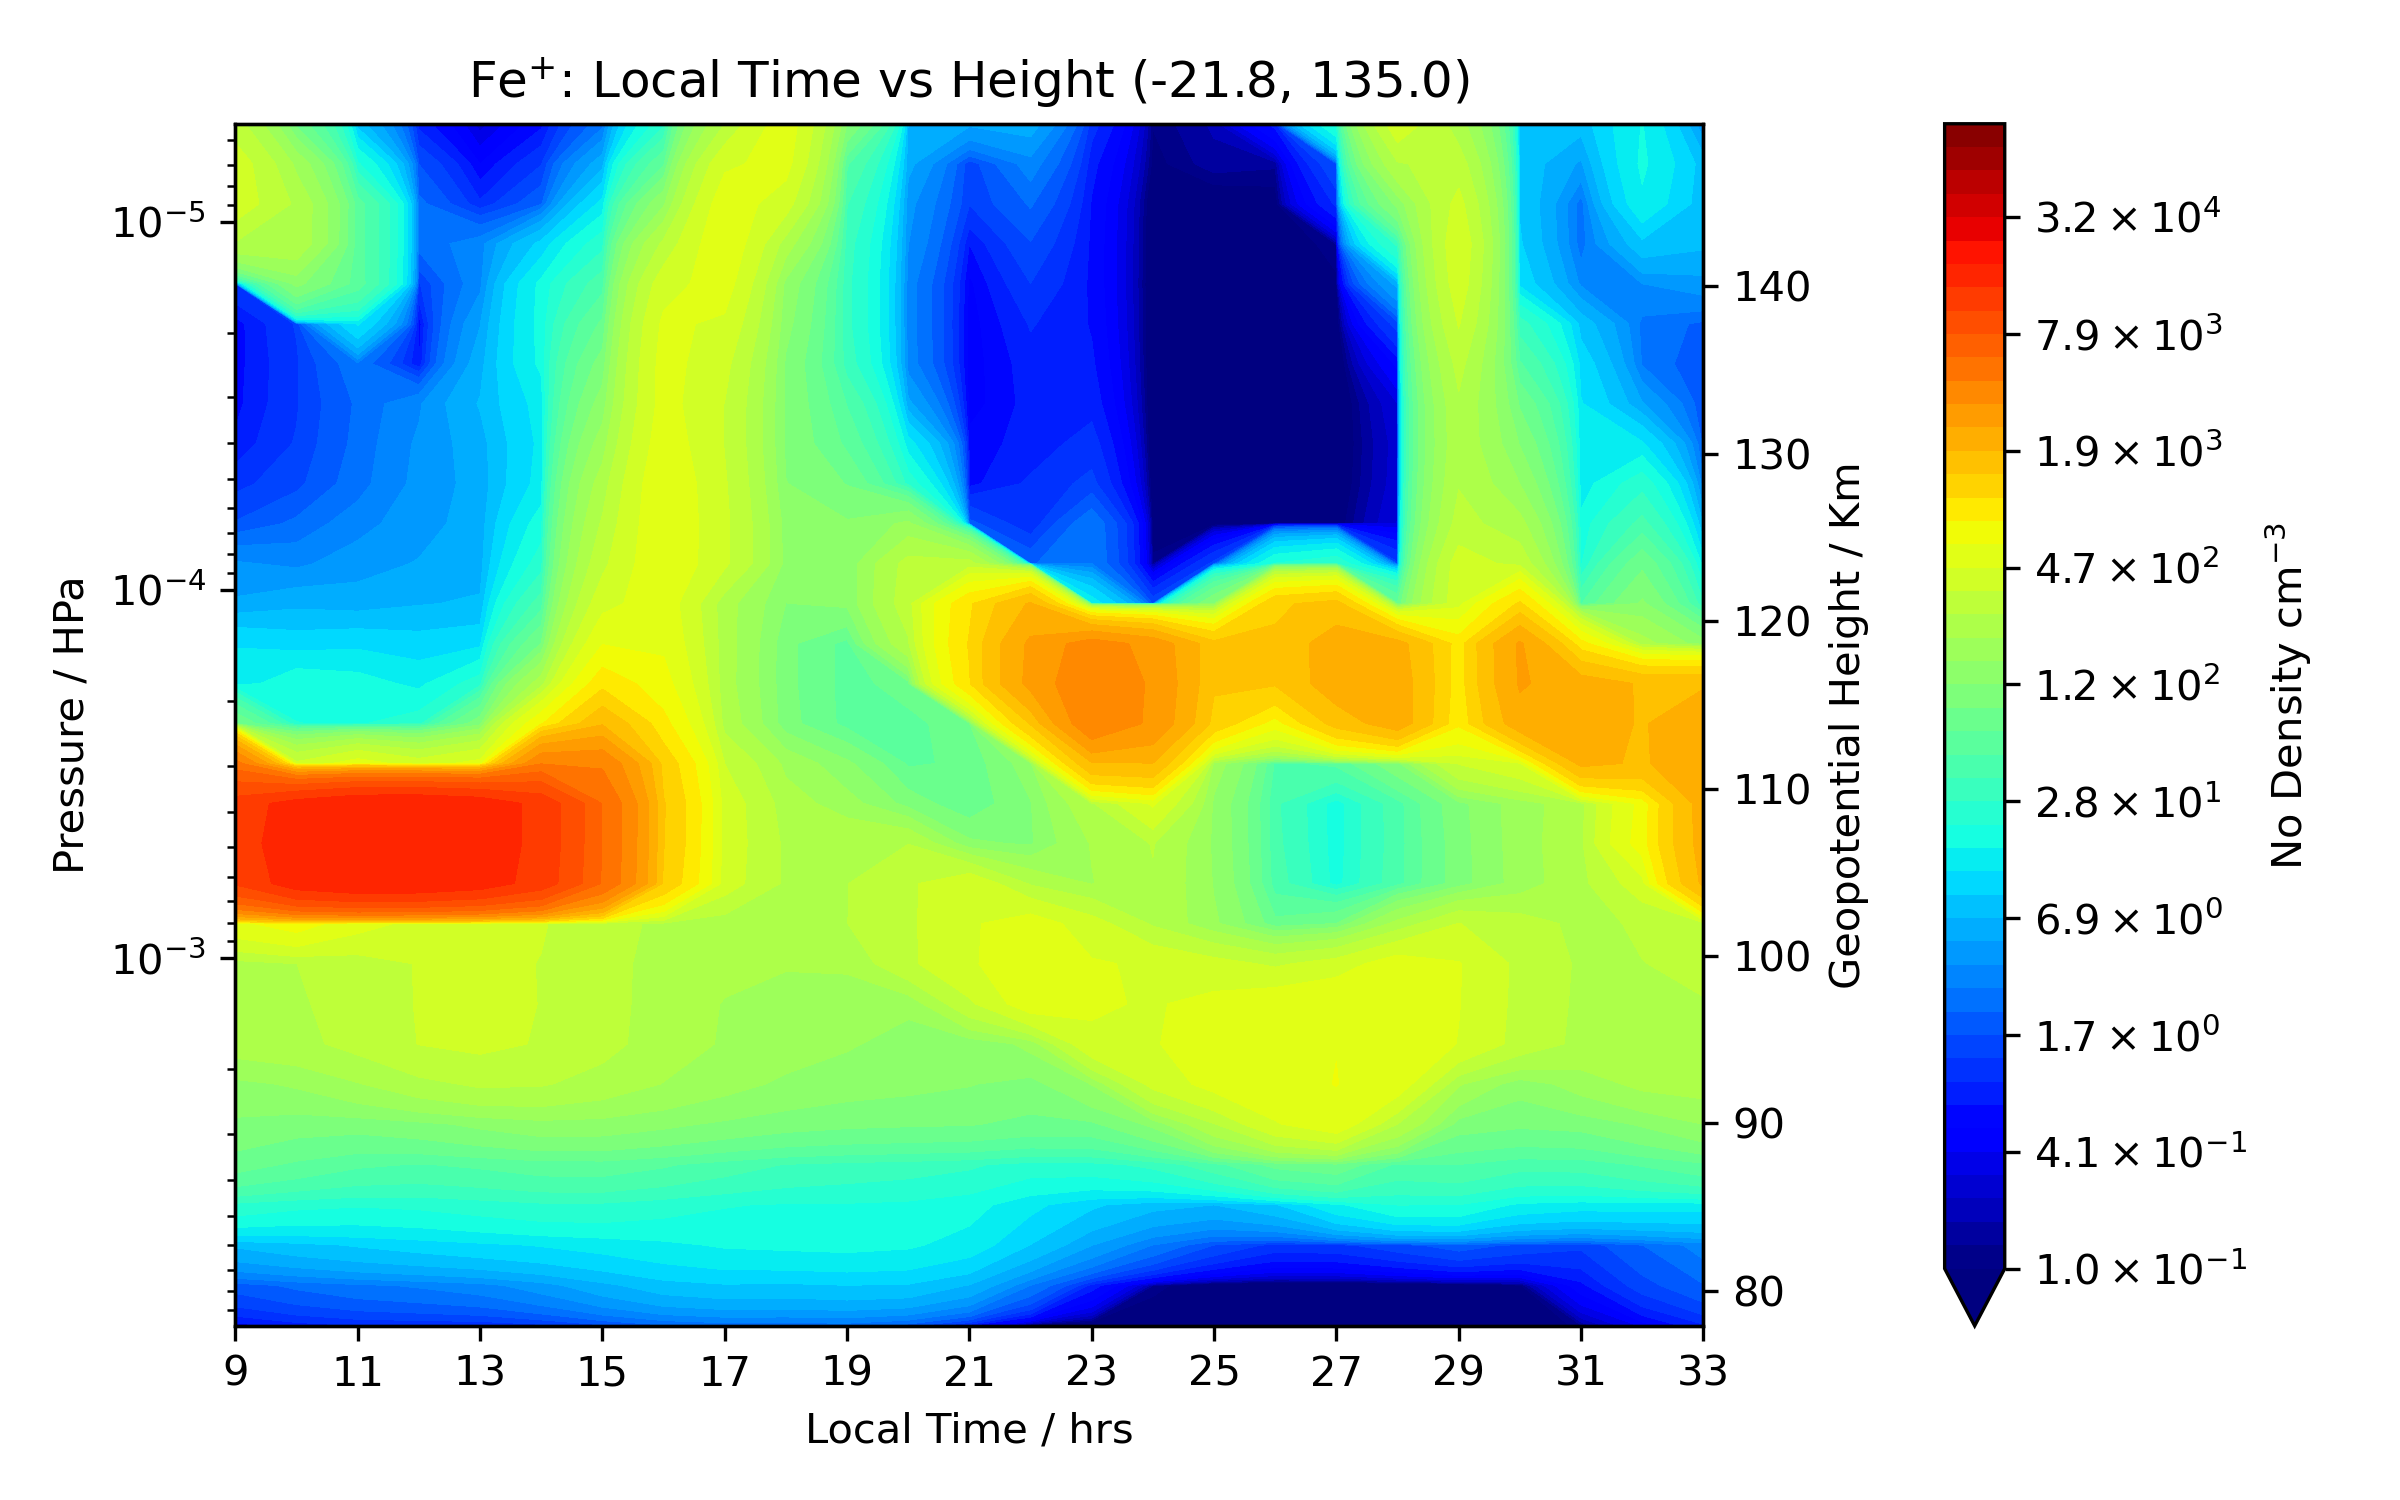 Fe⁺: Local Time vs Height (-21.8, 135.0)
Pressure / HPa
10⁻⁵
10⁻⁴
10⁻³
9 11 13 15 17 19 21 23 25 27 29 31 33
Local Time / hrs
140
130
120
110
100
90
80
Geopotential Height / Km
3.2 × 10⁴
7.9 × 10³
1.9 × 10³
4.7 × 10²
1.2 × 10²
2.8 × 10¹
6.9 × 10⁰
1.7 × 10⁰
4.1 × 10⁻¹
1.0 × 10⁻¹
No Density cm⁻³